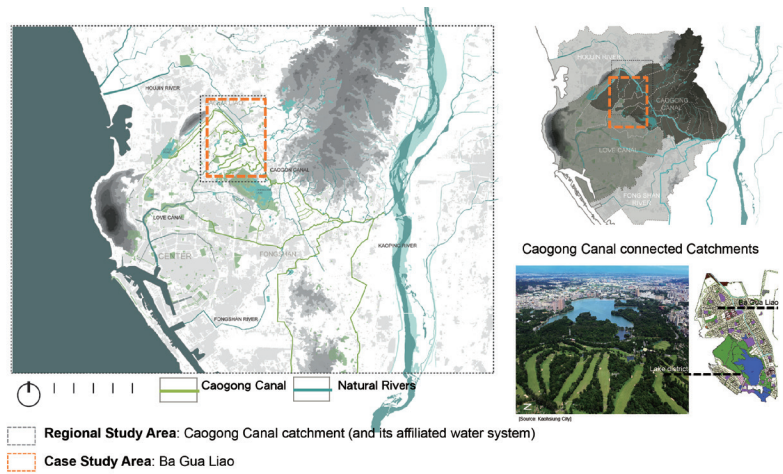 HOUJIN RIVER
CAOGON CANAL
LOVE CANAL
KAOPING RIVER
CENTER
FONGSHAN
FONGSHAN RIVER
Caogong Canal
Natural Rivers
Regional Study Area: Caogong Canal catchment (and its affiliated water system)
Case Study Area: Ba Gua Liao
HOUJIN RIVER
CAOGONG
CANAL
LOVE CANAL
FONG SHAN
RIVER
Caogong Canal connected Catchments
Ba Gua Liao
Lake district
[Source: Kaohsiung City]